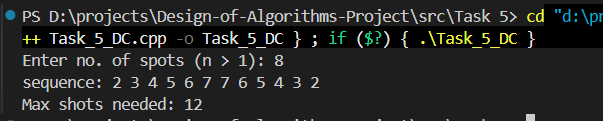 PS D:\projects\Design-of-Algorithms-Project\src\Task 5> cd "d:\pr
++ Task_5_DC.cpp -o Task_5_DC } ; if ($?) { .\Task_5_DC }
Enter no. of spots (n > 1): 8
sequence: 2 3 4 5 6 7 7 6 5 4 3 2
Max shots needed: 12